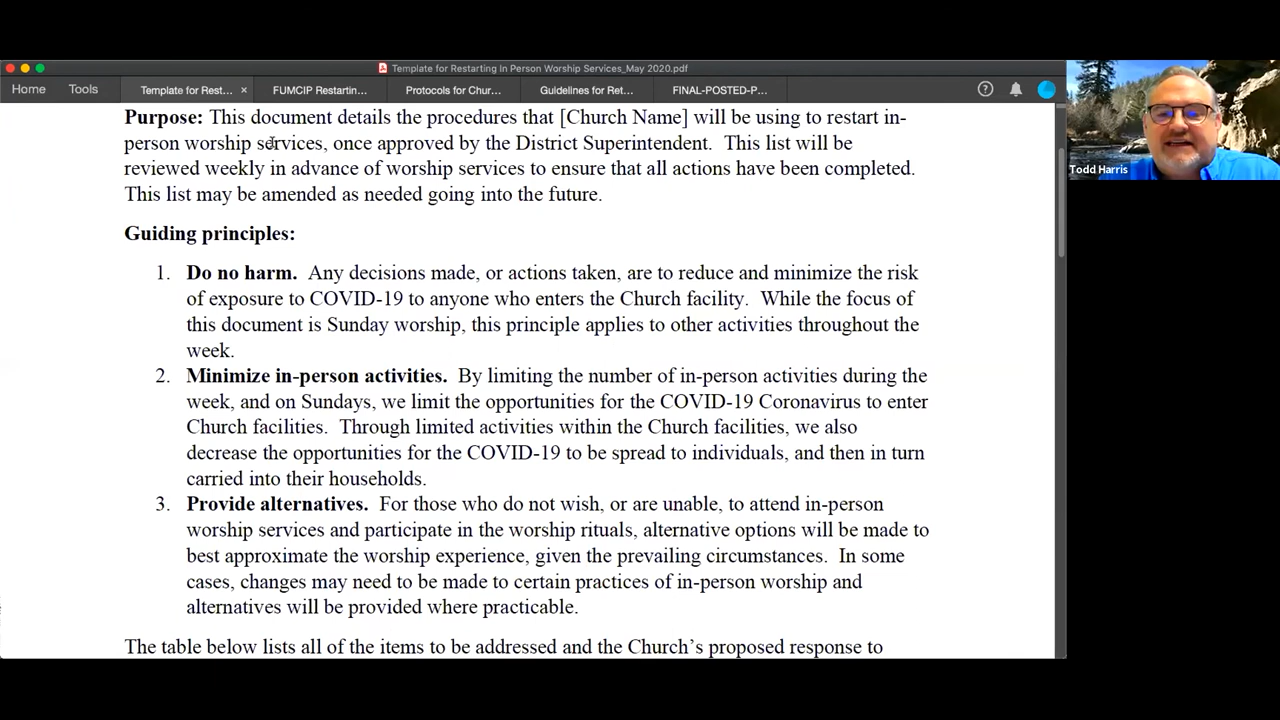 Template for Restarting In Person Worship Services_May 2020.pdf
Home Tools Template for Rest... × FUMCIP Restartin... Protocols for Chur... Guidelines for Ret... FINAL-POSTED-P...
Purpose: This document details the procedures that [Church Name] will be using to restart in-
person worship services, once approved by the District Superintendent. This list will be
reviewed weekly in advance of worship services to ensure that all actions have been completed.
This list may be amended as needed going into the future.
Guiding principles:
1. Do no harm. Any decisions made, or actions taken, are to reduce and minimize the risk
of exposure to COVID-19 to anyone who enters the Church facility. While the focus of
this document is Sunday worship, this principle applies to other activities throughout the
week.
2. Minimize in-person activities. By limiting the number of in-person activities during the
week, and on Sundays, we limit the opportunities for the COVID-19 Coronavirus to enter
Church facilities. Through limited activities within the Church facilities, we also
decrease the opportunities for the COVID-19 to be spread to individuals, and then in turn
carried into their households.
3. Provide alternatives. For those who do not wish, or are unable, to attend in-person
worship services and participate in the worship rituals, alternative options will be made to
best approximate the worship experience, given the prevailing circumstances. In some
cases, changes may need to be made to certain practices of in-person worship and
alternatives will be provided where practicable.
The table below lists all of the items to be addressed and the Church's proposed response to
Todd Harris